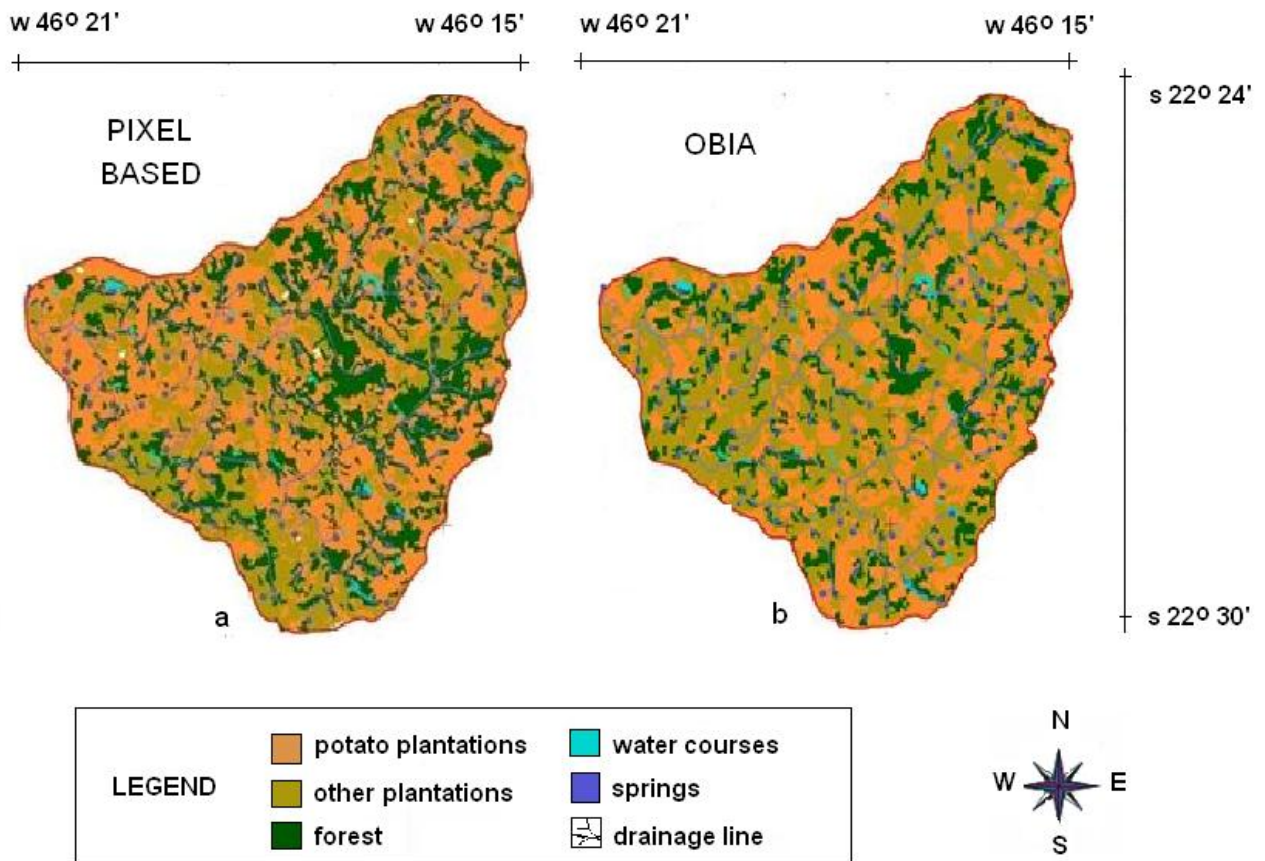 w 46º 21' w 46º 15' w 46º 21' w 46º 15'
s 22º 24'
PIXEL
BASED
OBIA
a
b
s 22º 30'
LEGEND
potato plantations
other plantations
forest
water courses
springs
drainage line
N
W E
S